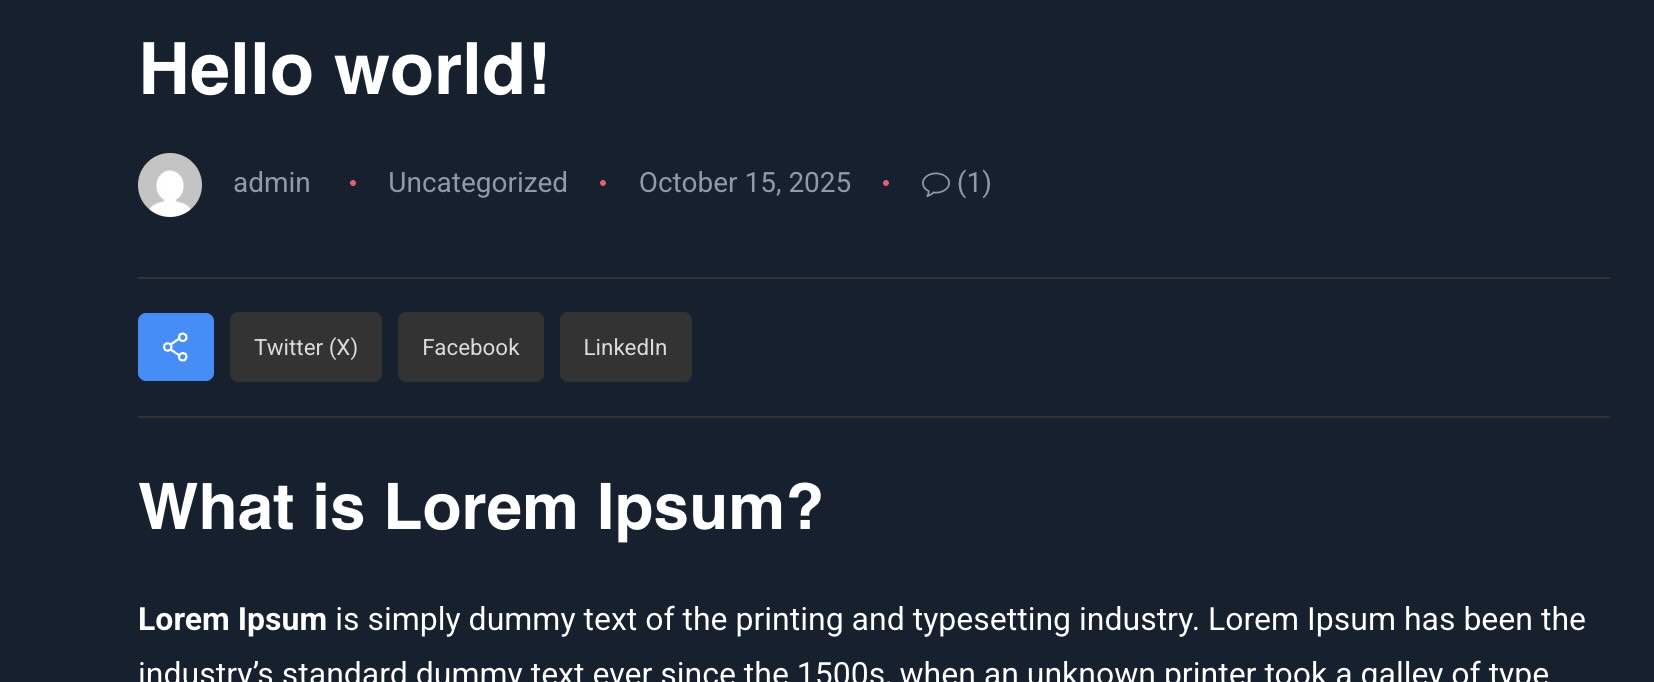 Hello world!
admin • Uncategorized • October 15, 2025 • (1)
Twitter (X) Facebook LinkedIn
What is Lorem Ipsum?
Lorem Ipsum is simply dummy text of the printing and typesetting industry. Lorem Ipsum has been the
industry’s standard dummy text ever since the 1500s, when an unknown printer took a galley of type